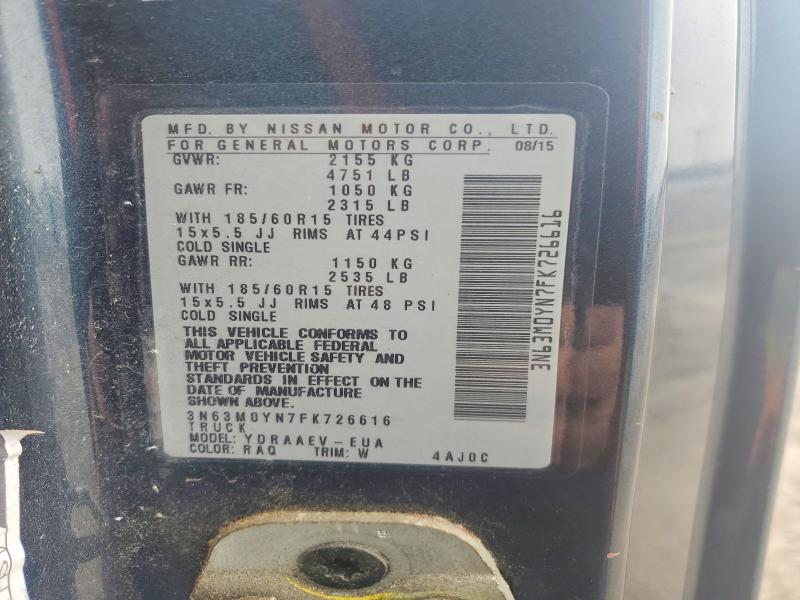 MFD. BY NISSAN MOTOR CO., LTD.
FOR GENERAL MOTORS CORP. 08/15
GVWR: 2155 KG
4751 LB
GAWR FR: 1050 KG
2315 LB
WITH 185/60R15 TIRES
15x5.5 JJ RIMS AT 44PSI
COLD SINGLE
GAWR RR: 1150 KG
2535 LB
WITH 185/60R15 TIRES
15x5.5 JJ RIMS AT 48 PSI
COLD SINGLE
THIS VEHICLE CONFORMS TO
ALL APPLICABLE FEDERAL
MOTOR VEHICLE SAFETY AND
THEFT PREVENTION
STANDARDS IN EFFECT ON THE
DATE OF MANUFACTURE
SHOWN ABOVE.
3N63M0YN7FK726616
TRUCK
MODEL: YDRAAEV-EUA
COLOR: RAQ TRIM: W 4AJ0C
3N63M0YN7FK726616